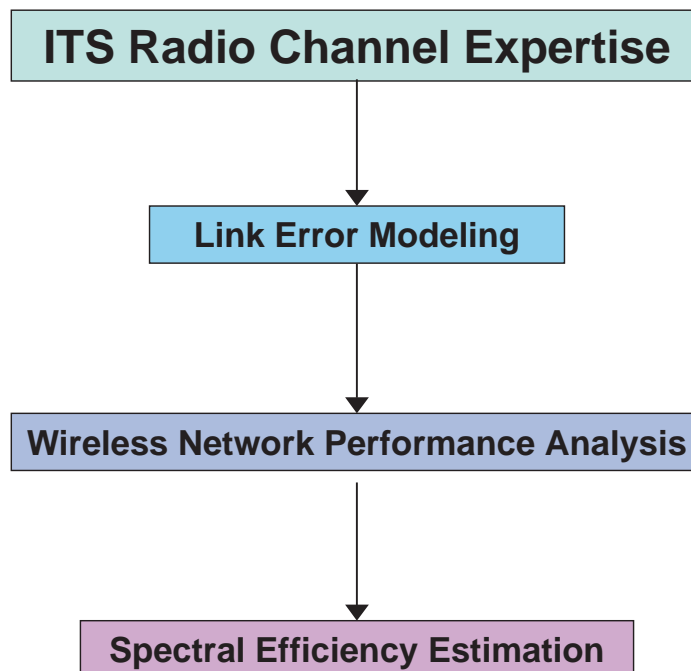 ITS Radio Channel Expertise
Link Error Modeling
Wireless Network Performance Analysis
Spectral Efficiency Estimation